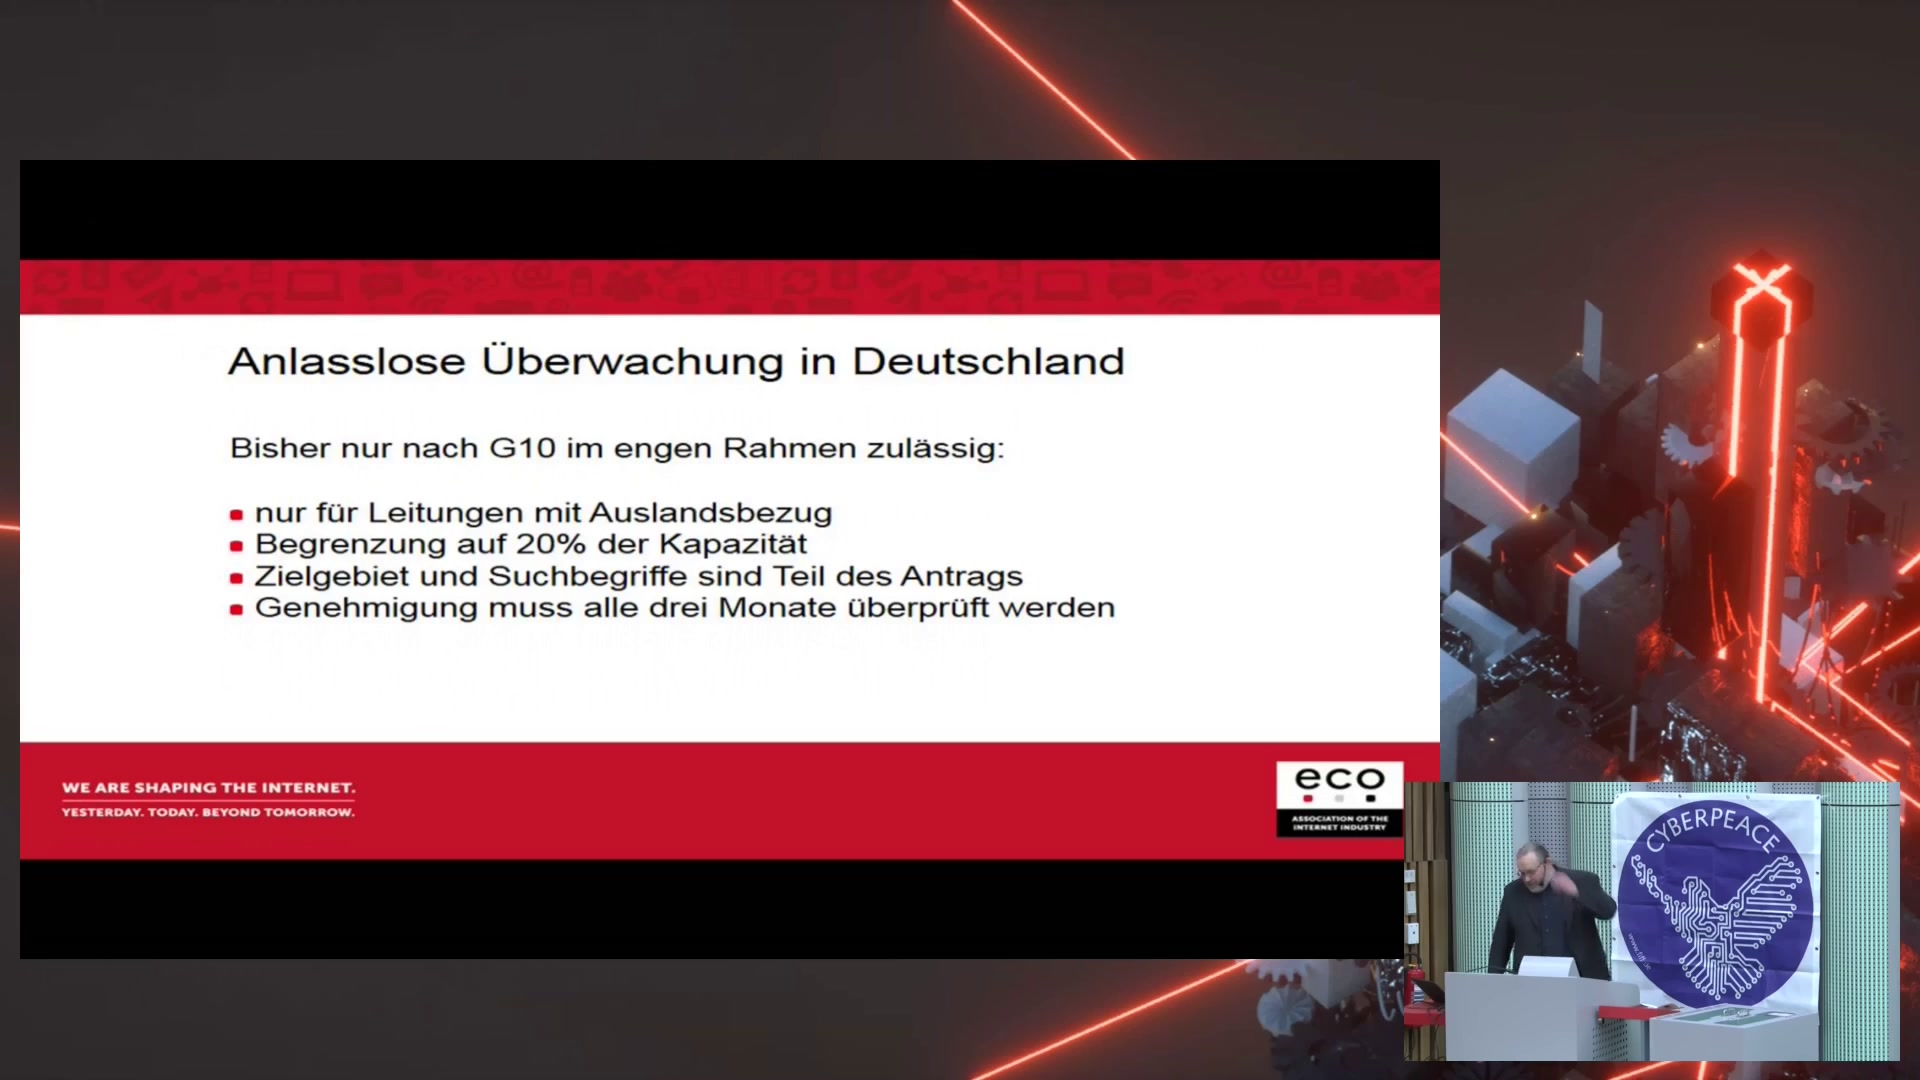 Anlasslose Überwachung in Deutschland
Bisher nur nach G10 im engen Rahmen zulässig:
nur für Leitungen mit Auslandsbezug
Begrenzung auf 20% der Kapazität
Zielgebiet und Suchbegriffe sind Teil des Antrags
Genehmigung muss alle drei Monate überprüft werden
WE ARE SHAPING THE INTERNET.
YESTERDAY. TODAY. BEYOND TOMORROW.
eco
ASSOCIATION OF THE
INTERNET INDUSTRY
CYBERPEACE